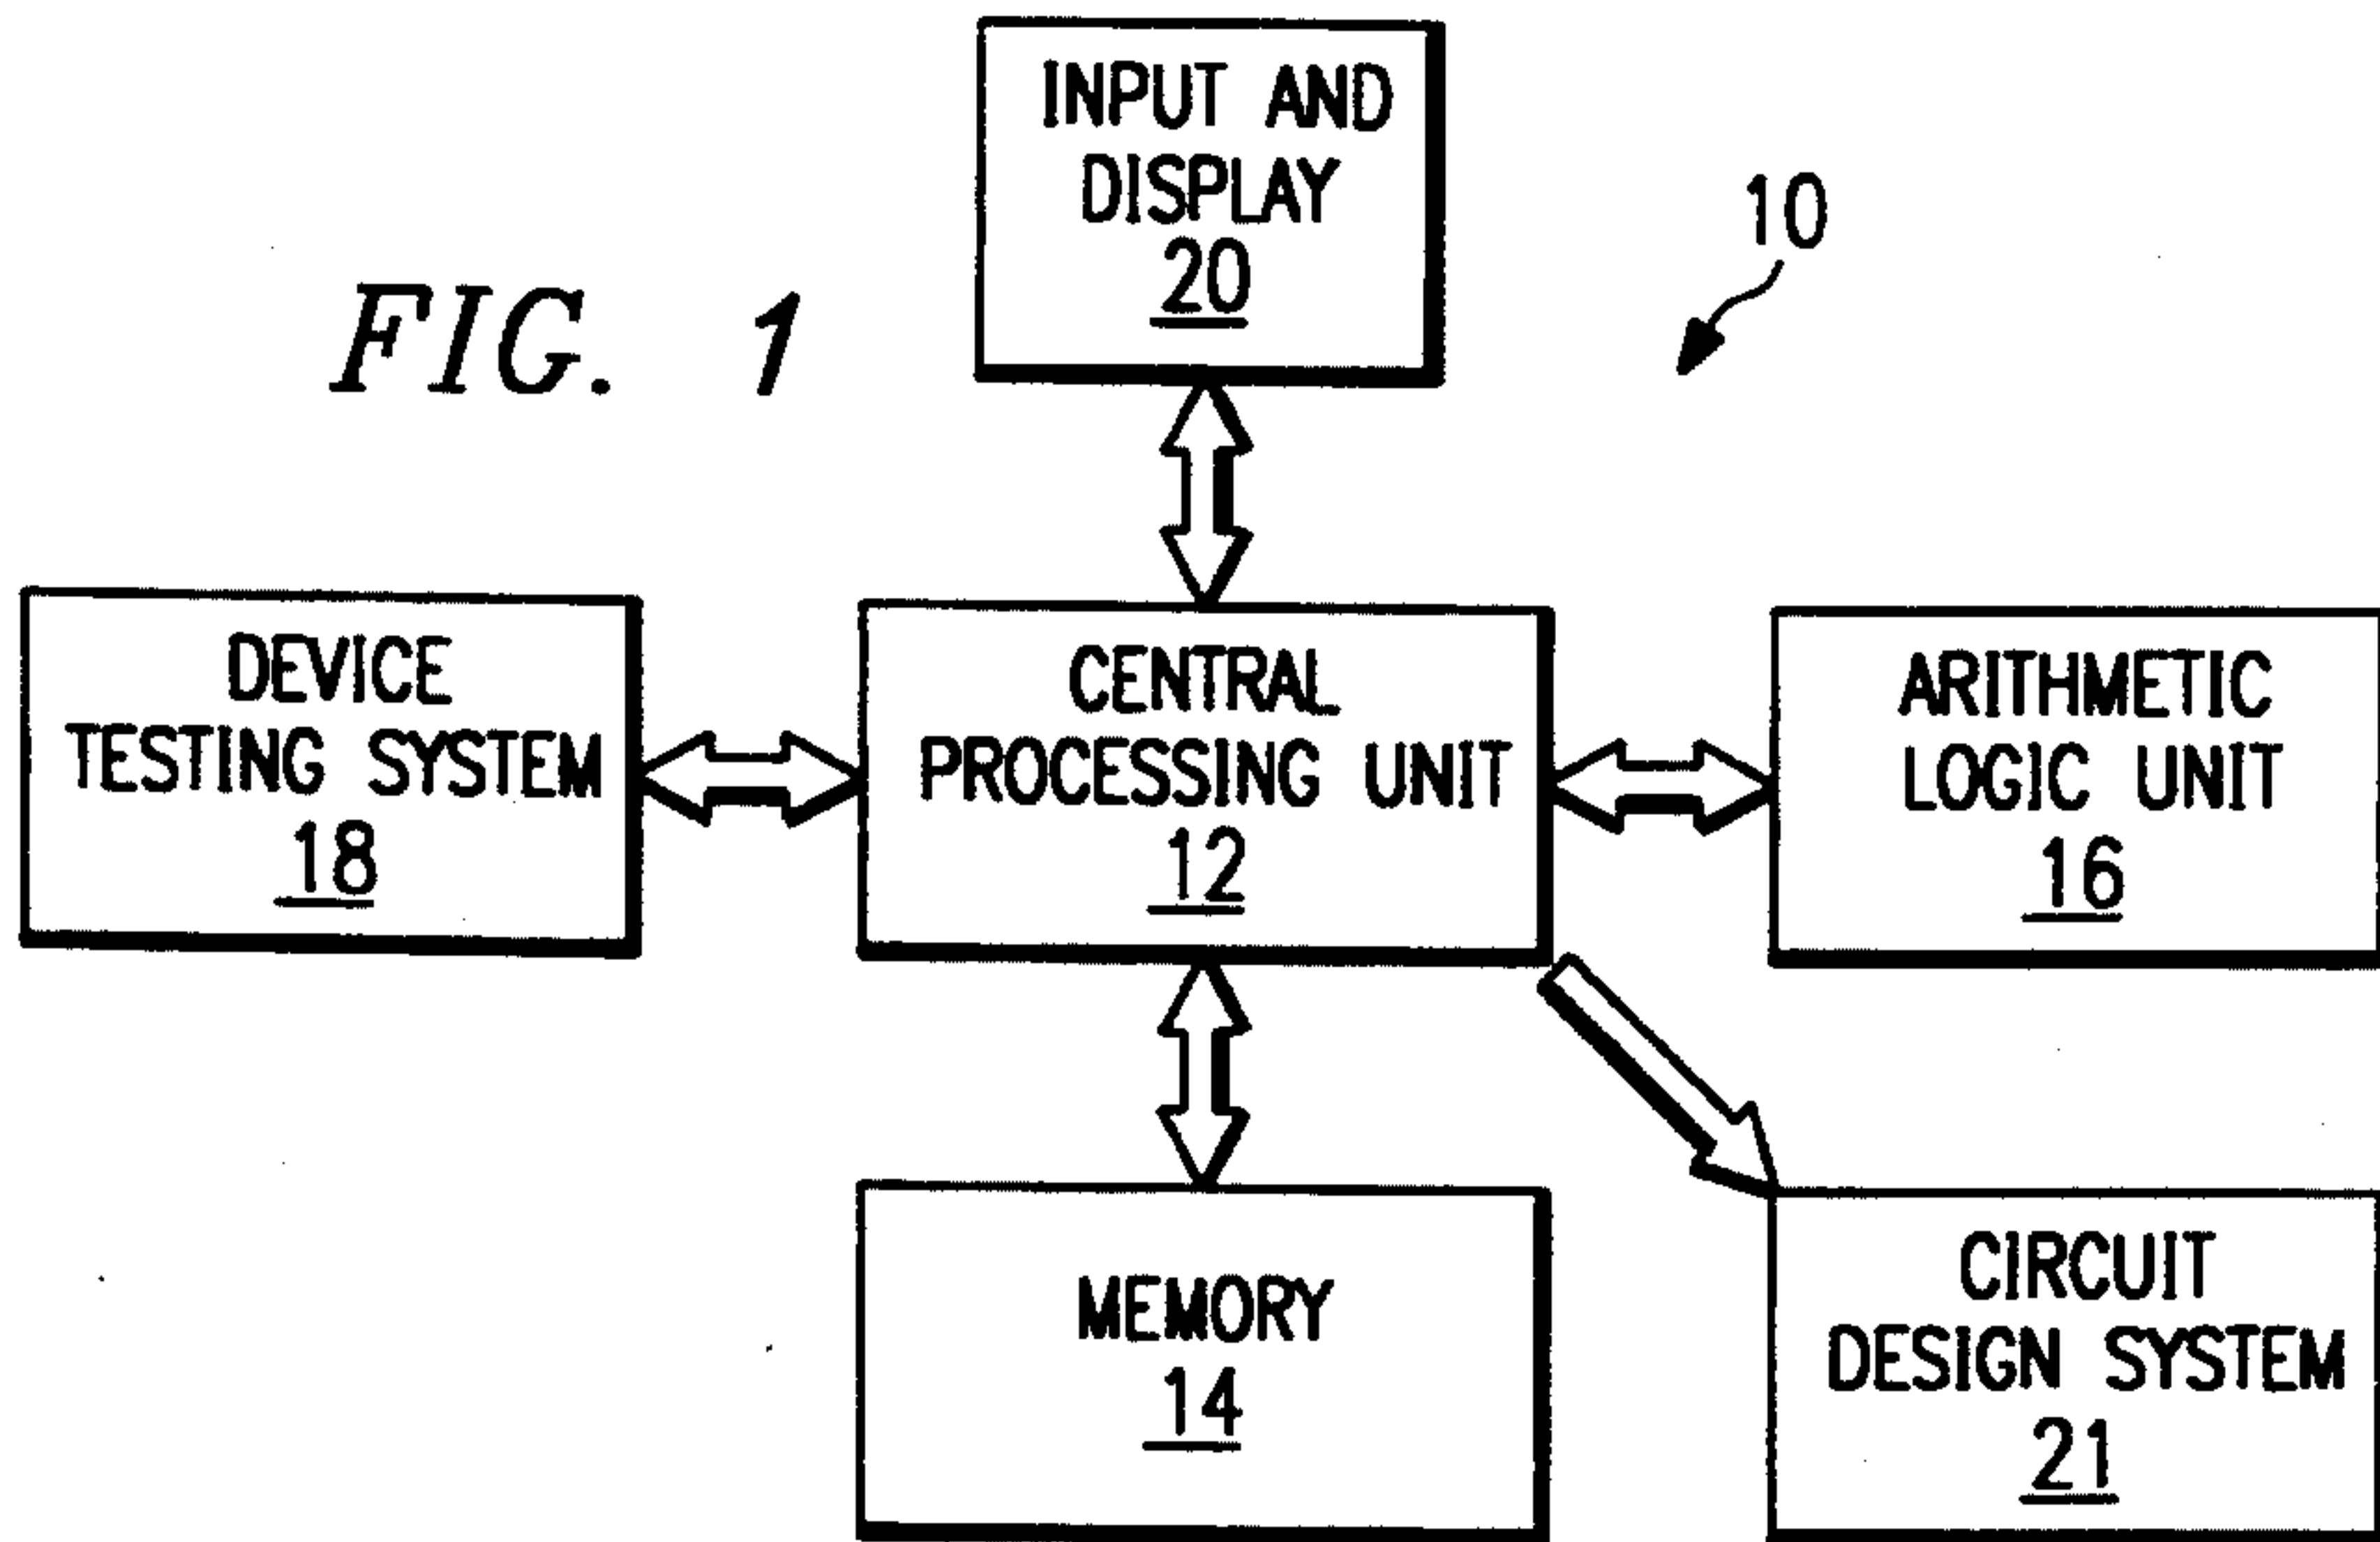 INPUT AND
DISPLAY
20
10
FIG. 1
DEVICE
TESTING SYSTEM
18
CENTRAL
PROCESSING UNIT
12
ARITHMETIC
LOGIC UNIT
16
MEMORY
14
CIRCUIT
DESIGN SYSTEM
21